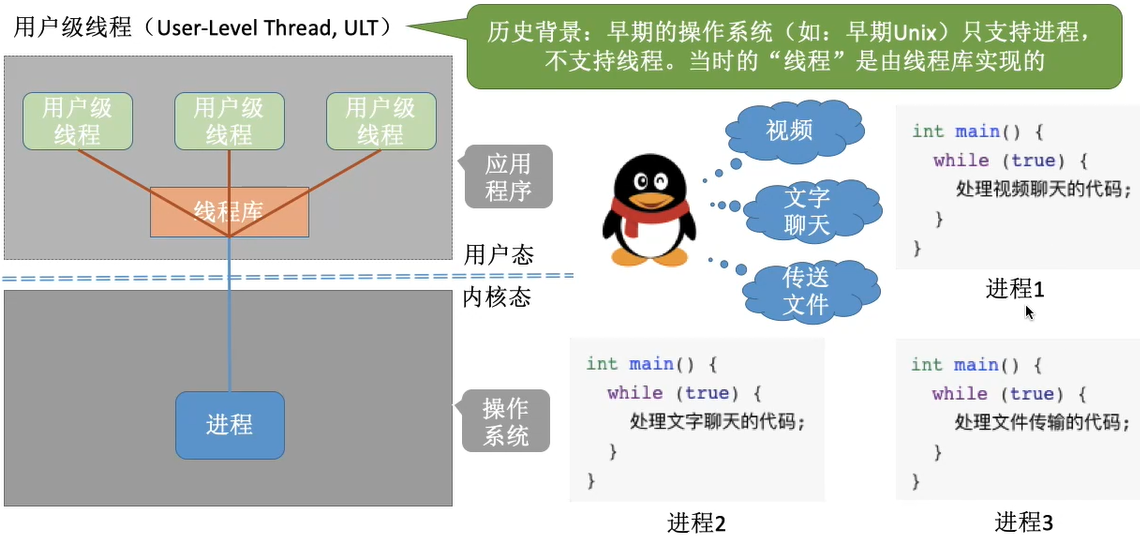 用户级线程（User-Level Thread, ULT）
历史背景：早期的操作系统（如：早期Unix）只支持进程，
不支持线程。当时的“线程”是由线程库实现的
用户级
线程
用户级
线程
用户级
线程
线程库
应用
程序
用户态
内核态
进程
操作
系统
视频
文字
聊天
传送
文件
int main() {
while (true) {
处理视频聊天的代码;
}
}
进程1
int main() {
while (true) {
处理文字聊天的代码;
}
}
进程2
int main() {
while (true) {
处理文件传输的代码;
}
}
进程3